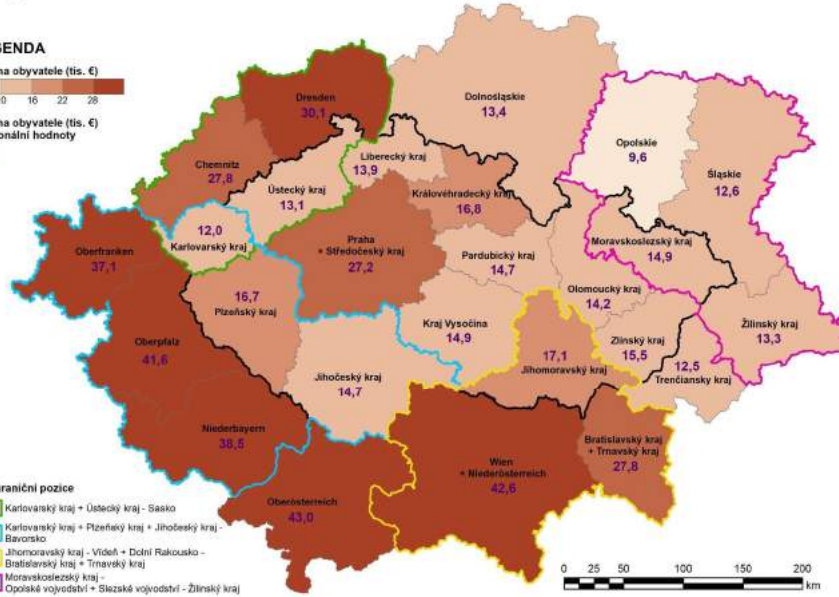 GENDA
na obyvatele (tis. €)
10 16 22 28
na obyvatele (tis. €)
onální hodnoty
Dresden
30,1
Dolnośląskie
13,4
Chemnitz
27,8
Liberecký kraj
13,9
Opolskie
9,6
Śląskie
12,6
Ústecký kraj
13,1
Královéhradecký kraj
16,8
12,0
Karlovarský kraj
Oberfranken
37,1
Praha
+ Středočeský kraj
27,2
Pardubický kraj
14,7
Moravskoslezský kraj
14,9
Olomoucký kraj
14,2
16,7
Plzeňský kraj
Kraj Vysočina
14,9
Zlínský kraj
15,5
Žilinský kraj
13,3
Oberpfalz
41,6
17,1
Jihomoravský kraj
12,5
Trenčiansky kraj
Jihočeský kraj
14,7
Niederbayern
38,5
Bratislavský kraj
+ Trnavský kraj
27,8
Wien
+ Niederösterreich
42,6
Oberösterreich
43,0
raniční pozice
Karlovarský kraj + Ústecký kraj - Sasko
Karlovarský kraj + Plzeňský kraj + Jihočeský kraj -
Bavorsko
Jihomoravský kraj - Vídeň + Dolní Rakousko -
Bratislavský kraj + Trnavský kraj
Moravskoslezský kraj -
Opolské vojvodství + Slezské vojvodství - Žilinský kraj
0 25 50 100 150 200
km